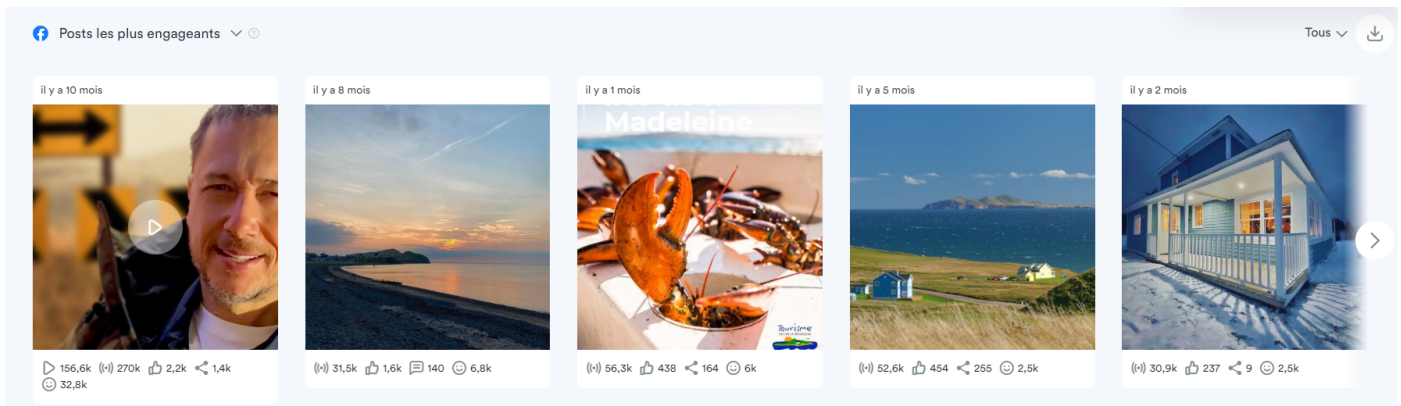 Posts les plus engageants
Tous
il y a 10 mois
156,6k 270k 2,2k 1,4k
32,8k
il y a 8 mois
31,5k 1,6k 140 6,8k
il y a 1 mois
Madeleine
Tourisme
56,3k 438 164 6k
il y a 5 mois
52,6k 454 255 2,5k
il y a 2 mois
30,9k 237 9 2,5k